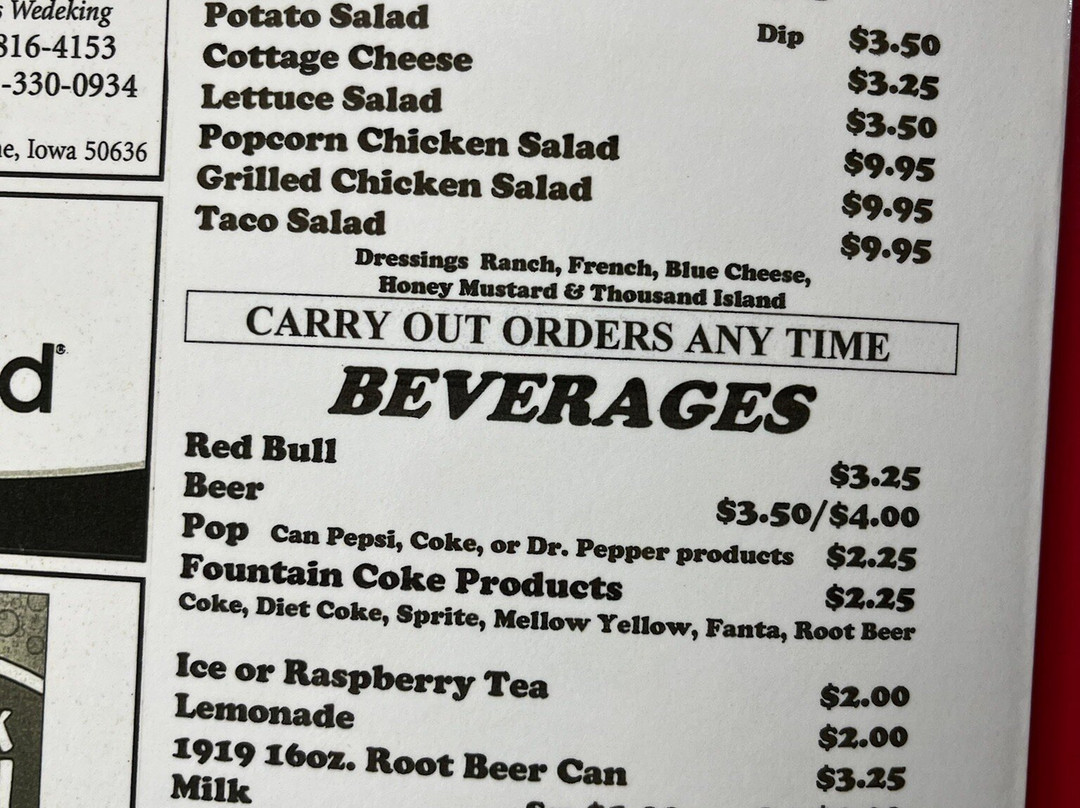 Wedeking
816-4153
-330-0934
Iowa 50636
d®
Potato Salad Dip $3.50
Cottage Cheese $3.25
Lettuce Salad $3.50
Popcorn Chicken Salad $9.95
Grilled Chicken Salad $9.95
Taco Salad $9.95
Dressings Ranch, French, Blue Cheese,
Honey Mustard & Thousand Island
CARRY OUT ORDERS ANY TIME
BEVERAGES
Red Bull $3.25
Beer $3.50/$4.00
Pop Can Pepsi, Coke, or Dr. Pepper products $2.25
Fountain Coke Products $2.25
Coke, Diet Coke, Sprite, Mellow Yellow, Fanta, Root Beer
Ice or Raspberry Tea $2.00
Lemonade $2.00
1919 16oz. Root Beer Can $3.25
Milk